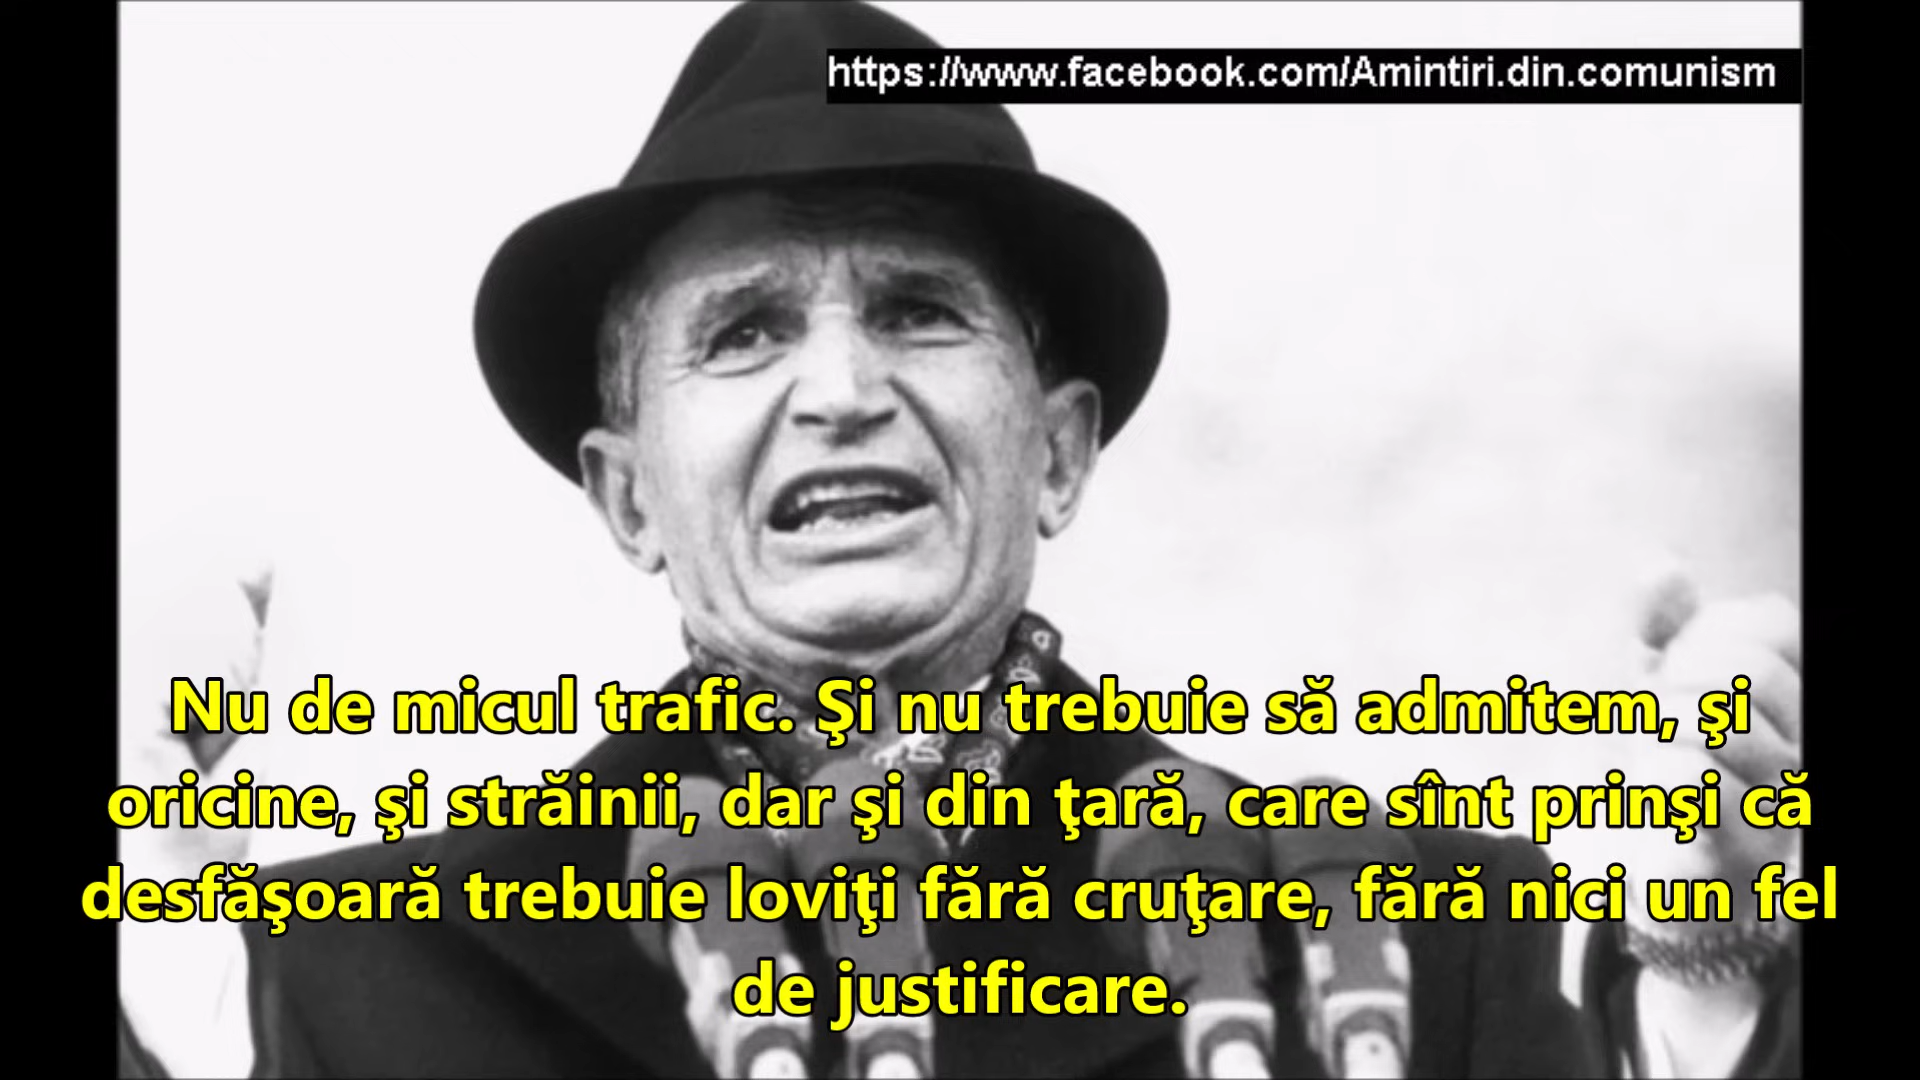 https://www.facebook.com/Amintiri.din.comunism
Nu de micul trafic. Şi nu trebuie să admitem, şi
oricine, şi străinii, dar şi din ţară, care sînt prinşi că
desfăşoară trebuie loviţi fără cruţare, fără nici un fel
de justificare.